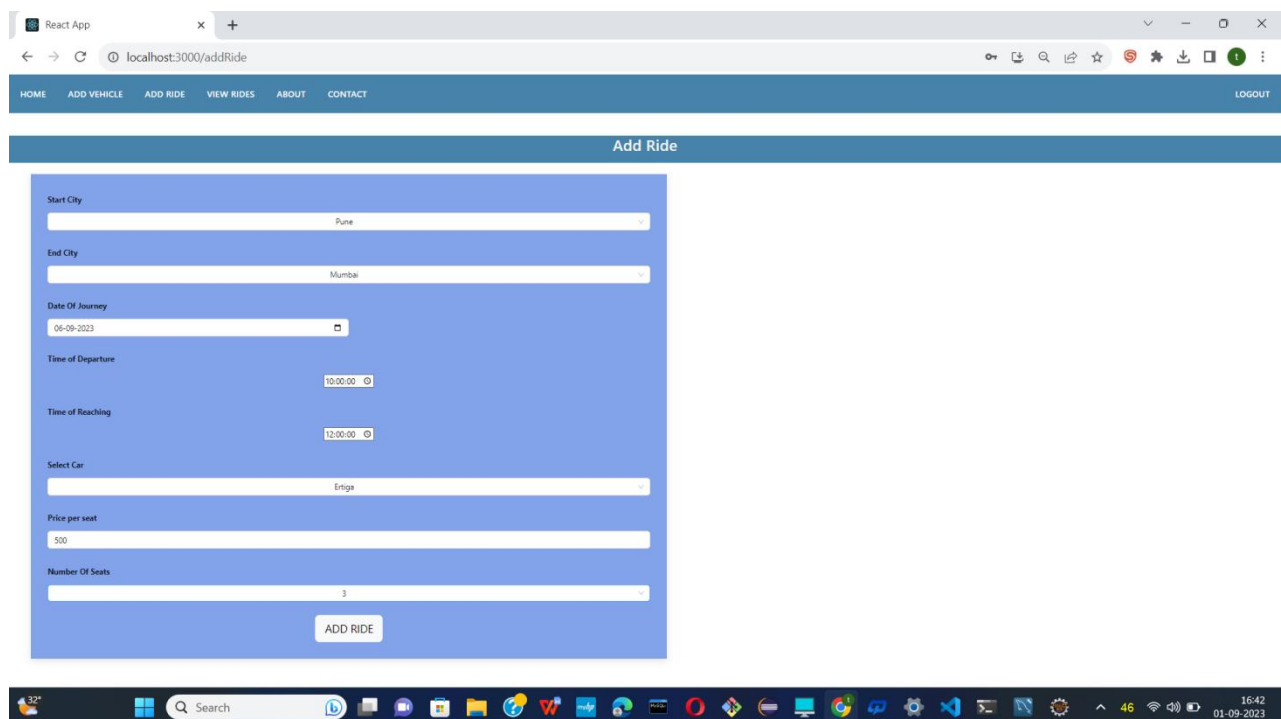 React App
localhost:3000/addRide
t
HOME ADD VEHICLE ADD RIDE VIEW RIDES ABOUT CONTACT LOGOUT
Add Ride
Start City
Pune
End City
Mumbai
Date Of Journey
06-09-2023
Time of Departure
10:00:00
Time of Reaching
12:00:00
Select Car
Ertiga
Price per seat
500
Number Of Seats
3
ADD RIDE
32°
Search
46
16:42
01-09-2023